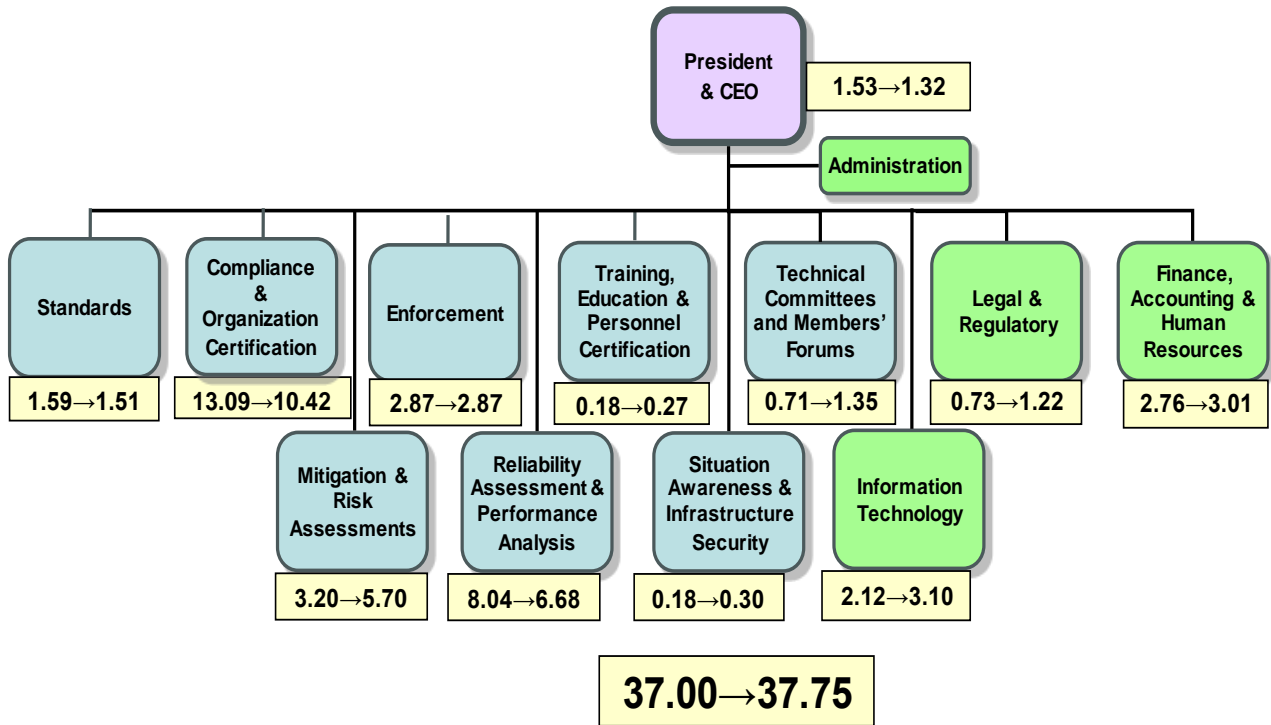 President
& CEO
1.53→1.32
Administration
Standards
1.59→1.51
Compliance
&
Organization
Certification
13.09→10.42
Enforcement
2.87→2.87
Training,
Education &
Personnel
Certification
0.18→0.27
Technical
Committees
and Members’
Forums
0.71→1.35
Legal &
Regulatory
0.73→1.22
Finance,
Accounting &
Human
Resources
2.76→3.01
Mitigation &
Risk
Assessments
3.20→5.70
Reliability
Assessment &
Performance
Analysis
8.04→6.68
Situation
Awareness &
Infrastructure
Security
0.18→0.30
Information
Technology
2.12→3.10
37.00→37.75